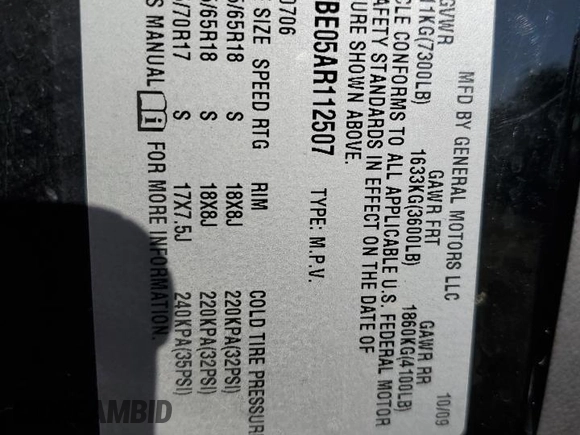 MFD BY GENERAL MOTORS LLC 10/09
GVWR GAWR FRT GAWR RR
11KG(7300LB) 1633KG(3600LB) 1860KG(4100LB)
CLE CONFORMS TO ALL APPLICABLE U.S. FEDERAL MOTOR
AFETY STANDARDS IN EFFECT ON THE DATE OF
URE SHOWN ABOVE.
BE05AR112507 TYPE: M.P.V.
0706
SIZE SPEED RTG RIM COLD TIRE PRESSUR
/65R18 S 18X8J 220KPA(32PSI)
/65R18 S 18X8J 220KPA(32PSI)
/70R17 S 17X7.5J 240KPA(35PSI)
S MANUAL FOR MORE INFORMATION.
CAMBID